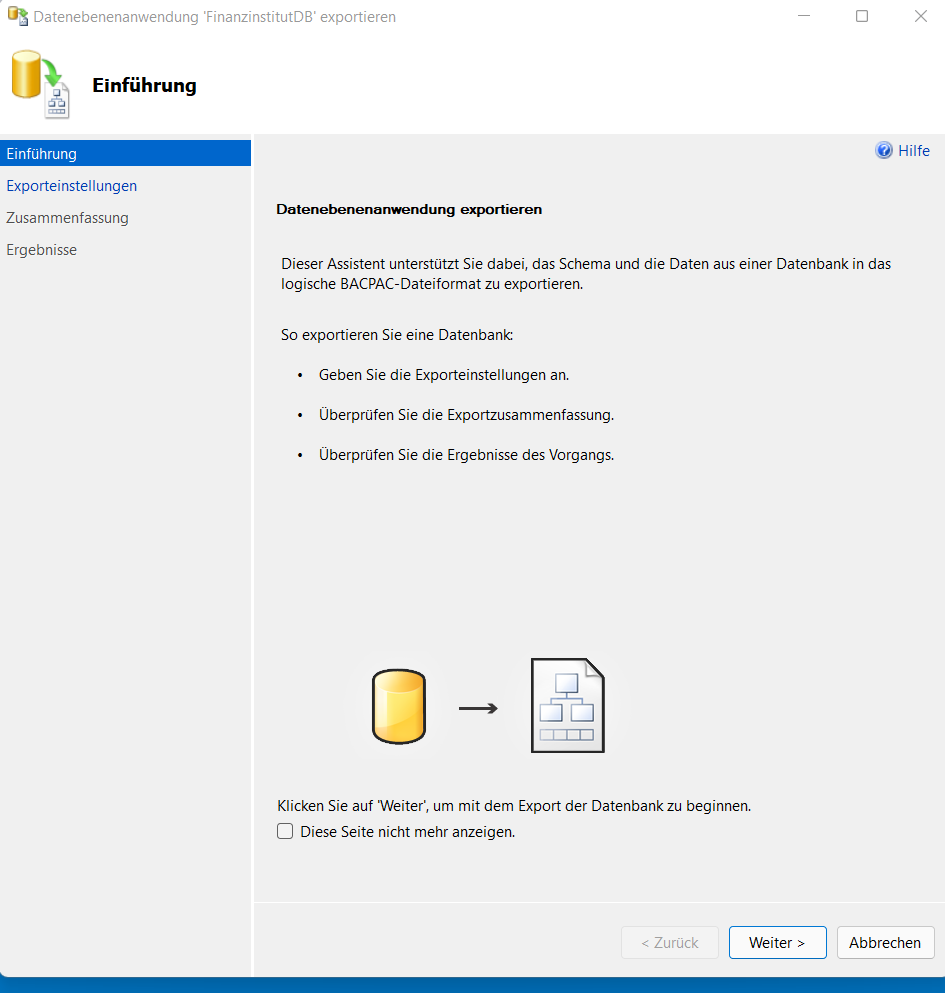 Datenebenenanwendung 'FinanzinstitutDB' exportieren
Einführung
Einführung
Exporteinstellungen
Zusammenfassung
Ergebnisse
Hilfe
Datenebenenanwendung exportieren
Dieser Assistent unterstützt Sie dabei, das Schema und die Daten aus einer Datenbank in das
logische BACPAC-Dateiformat zu exportieren.
So exportieren Sie eine Datenbank:
• Geben Sie die Exporteinstellungen an.
• Überprüfen Sie die Exportzusammenfassung.
• Überprüfen Sie die Ergebnisse des Vorgangs.
Klicken Sie auf 'Weiter', um mit dem Export der Datenbank zu beginnen.
Diese Seite nicht mehr anzeigen.
< Zurück
Weiter >
Abbrechen